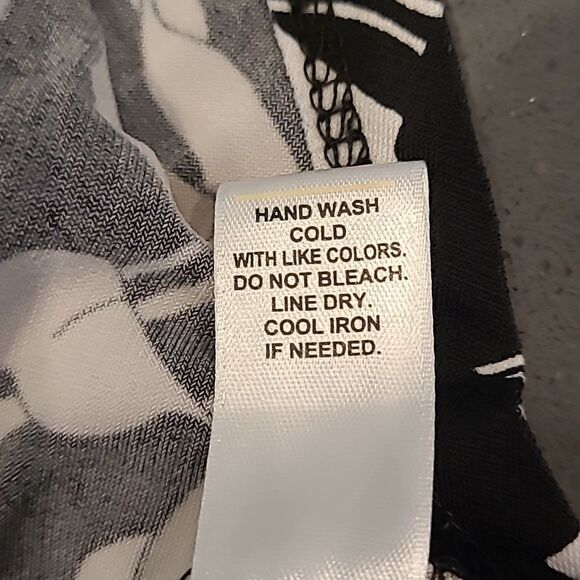 HAND WASH
COLD
WITH LIKE COLORS.
DO NOT BLEACH.
LINE DRY.
COOL IRON
IF NEEDED.